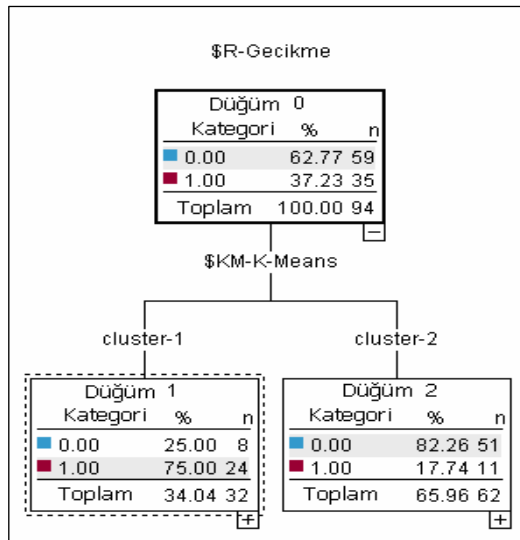 $R-Gecikme
Düğüm 0
Kategori % n
0.00 62.77 59
1.00 37.23 35
Toplam 100.00 94
$KM-K-Means
cluster-1
cluster-2
Düğüm 1
Kategori % n
0.00 25.00 8
1.00 75.00 24
Toplam 34.04 32
Düğüm 2
Kategori % n
0.00 82.26 51
1.00 17.74 11
Toplam 65.96 62